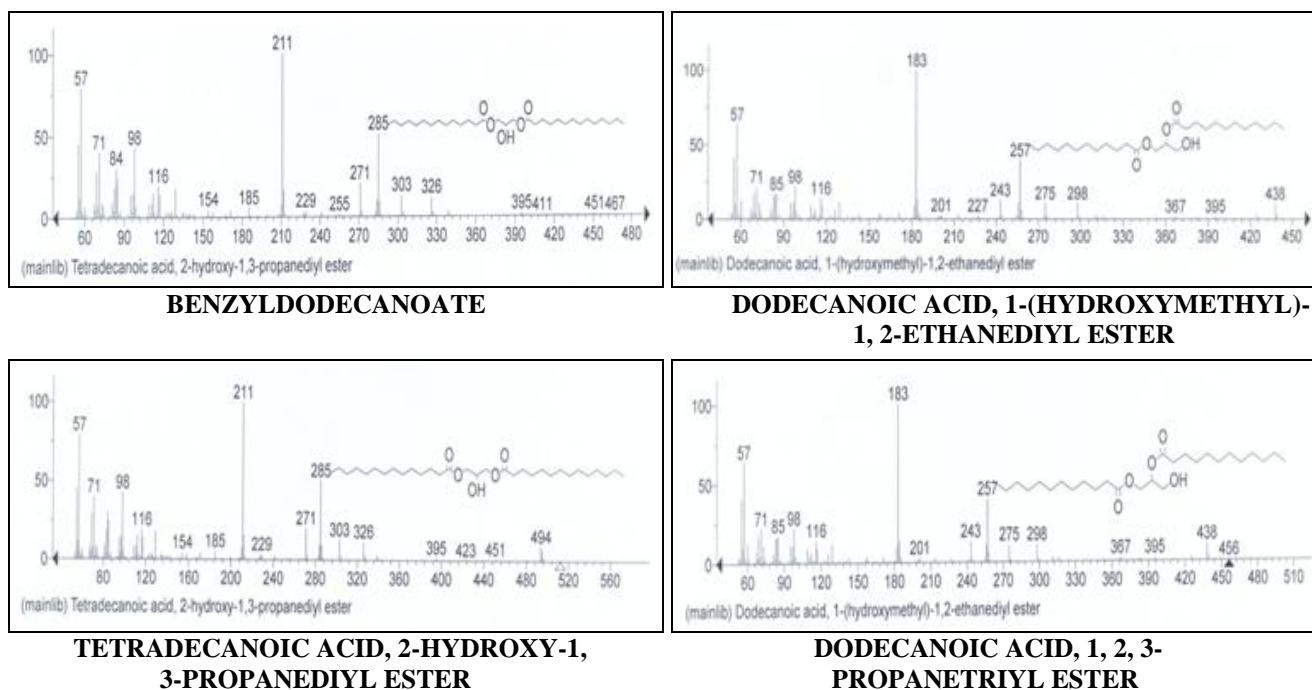 100
50
0
57
71
84
98
116
154
185
211
229
255
271
285
303
326
395
411
451
467
O
O
O
O
OH
60 90 120 150 180 210 240 270 300 330 360 390 420 450 480
(mainlib) Tetradecanoic acid, 2-hydroxy-1,3-propanediyl ester
BENZYLDODECANOATE
100
50
0
57
71
85
98
116
183
201
227
243
257
275
298
367
395
438
O
O
O
OH
O
60 90 120 150 180 210 240 270 300 330 360 390 420 450
(mainlib) Dodecanoic acid, 1-(hydroxymethyl)-1,2-ethanediyl ester
DODECANOIC ACID, 1-(HYDROXYMETHYL)-
1, 2-ETHANEDIYL ESTER
100
50
0
57
71
98
116
154
185
211
229
271
285
303
326
395
423
451
494
O
O
O
O
OH
80 120 160 200 240 280 320 360 400 440 480 520 560
(mainlib) Tetradecanoic acid, 2-hydroxy-1,3-propanediyl ester
TETRADECANOIC ACID, 2-HYDROXY-1,
3-PROPANEDIYL ESTER
100
50
0
57
71
85
98
116
183
201
243
257
275
298
367
395
438
456
O
O
O
OH
O
60 90 120 150 180 210 240 270 300 330 360 390 420 450 480 510
(mainlib) Dodecanoic acid, 1-(hydroxymethyl)-1,2-ethanediyl ester
DODECANOIC ACID, 1, 2, 3-
PROPANETRIYL ESTER